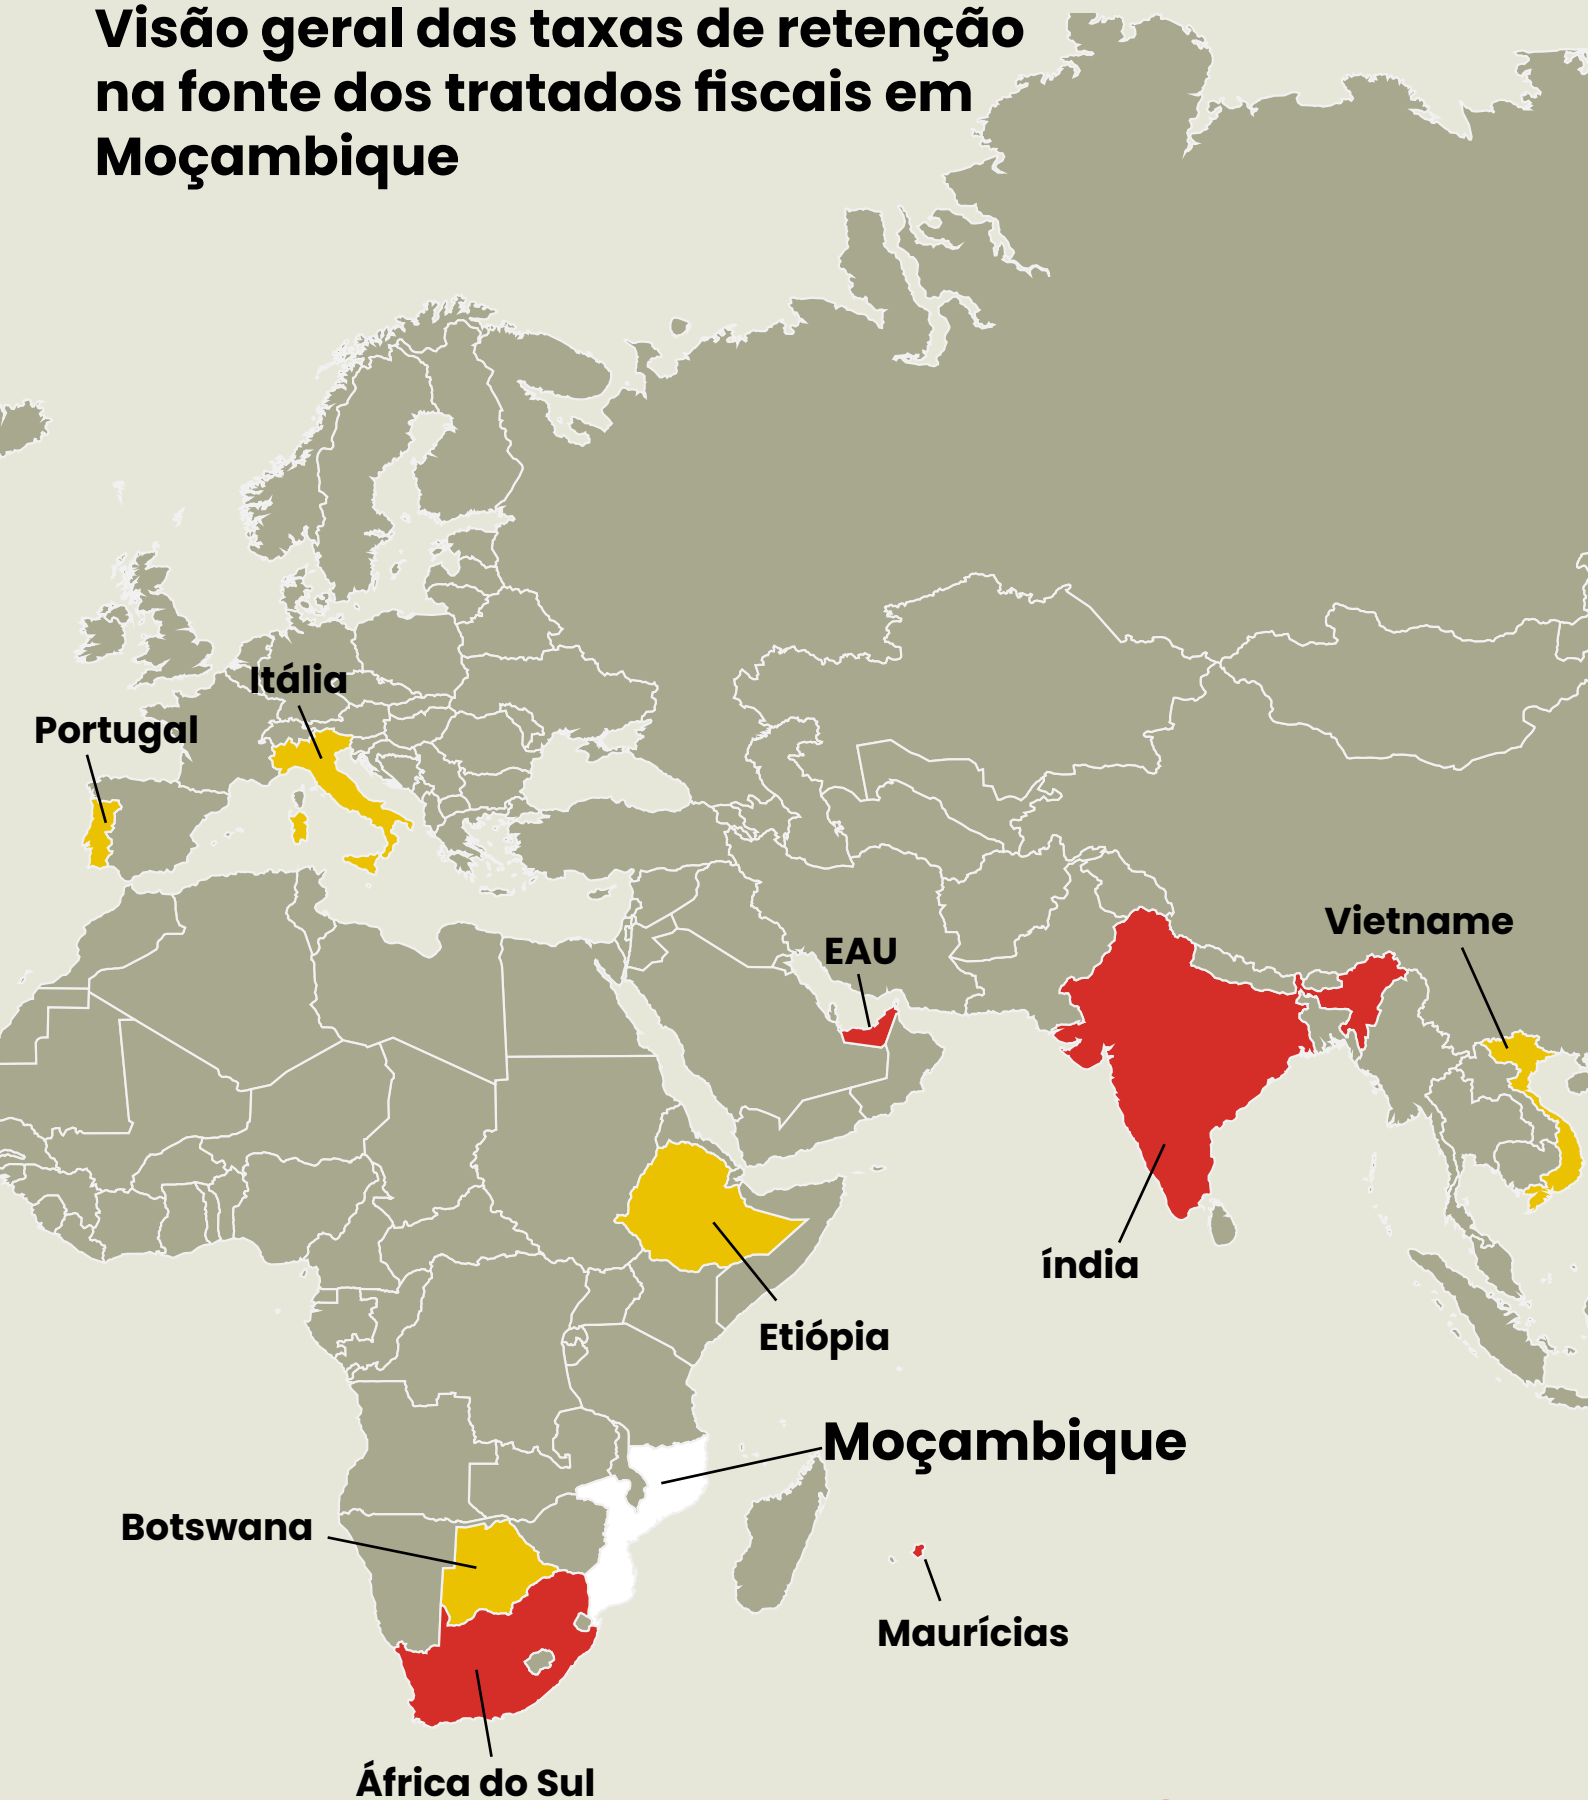 Visão geral das taxas de retenção
na fonte dos tratados fiscais em
Moçambique
Itália
Portugal
Vietname
EAU
índia
Etiópia
Moçambique
Botswana
Maurícias
África do Sul